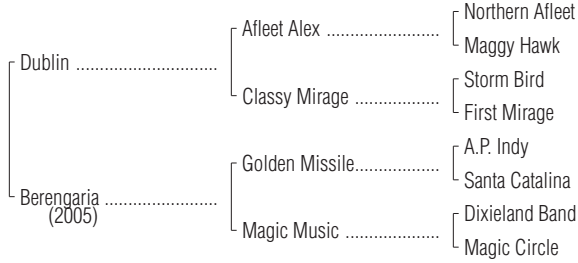 Northern Afleet
Afleet Alex ........................
Maggy Hawk
Dublin ..............................
Storm Bird
Classy Mirage ..................
First Mirage
A.P. Indy
Golden Missile..................
Santa Catalina
Berengaria ........................
(2005)
Dixieland Band
Magic Music ....................
Magic Circle